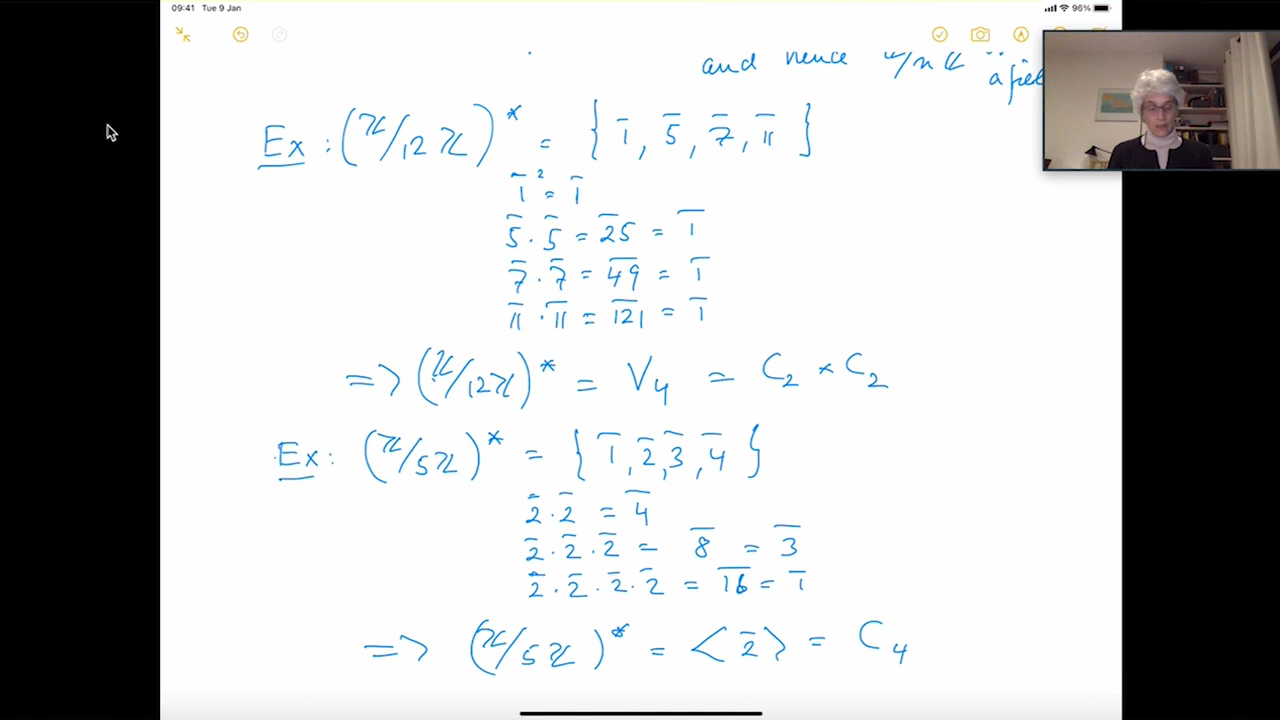 09:41 Tue 9 Jan
96%
and hence
Ex : (ℤ/12ℤ)* = { 1̄, 5̄, 7̄, 1̄1̄ }
1̄² = 1̄
5̄ · 5̄ = 2̄5̄ = 1̄
7̄ · 7̄ = 4̄9̄ = 1̄
1̄1̄ · 1̄1̄ = 1̄2̄1̄ = 1̄
=> (ℤ/12ℤ)* = V₄ = C₂ × C₂
Ex : (ℤ/5ℤ)* = { 1̄, 2̄, 3̄, 4̄ }
2̄ · 2̄ = 4̄
2̄ · 2̄ · 2̄ = 8̄ = 3̄
2̄ · 2̄ · 2̄ · 2̄ = 1̄6̄ = 1̄
=> (ℤ/5ℤ)* = <2̄> = C₄